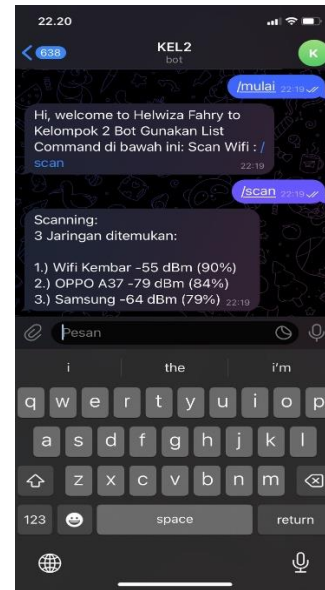 22.20
638
KEL2
bot
K
/mulai 22:19
Hi, welcome to Helwiza Fahry to
Kelompok 2 Bot Gunakan List
Command di bawah ini: Scan Wifi : /
scan
22:19
/scan 22:19
Scanning:
3 Jaringan ditemukan:
1.) Wifi Kembar -55 dBm (90%)
2.) OPPO A37 -79 dBm (84%)
3.) Samsung -64 dBm (79%) 22:19
Pesan
i the i'm
q w e r t y u i o p
a s d f g h j k l
z x c v b n m
123 space return